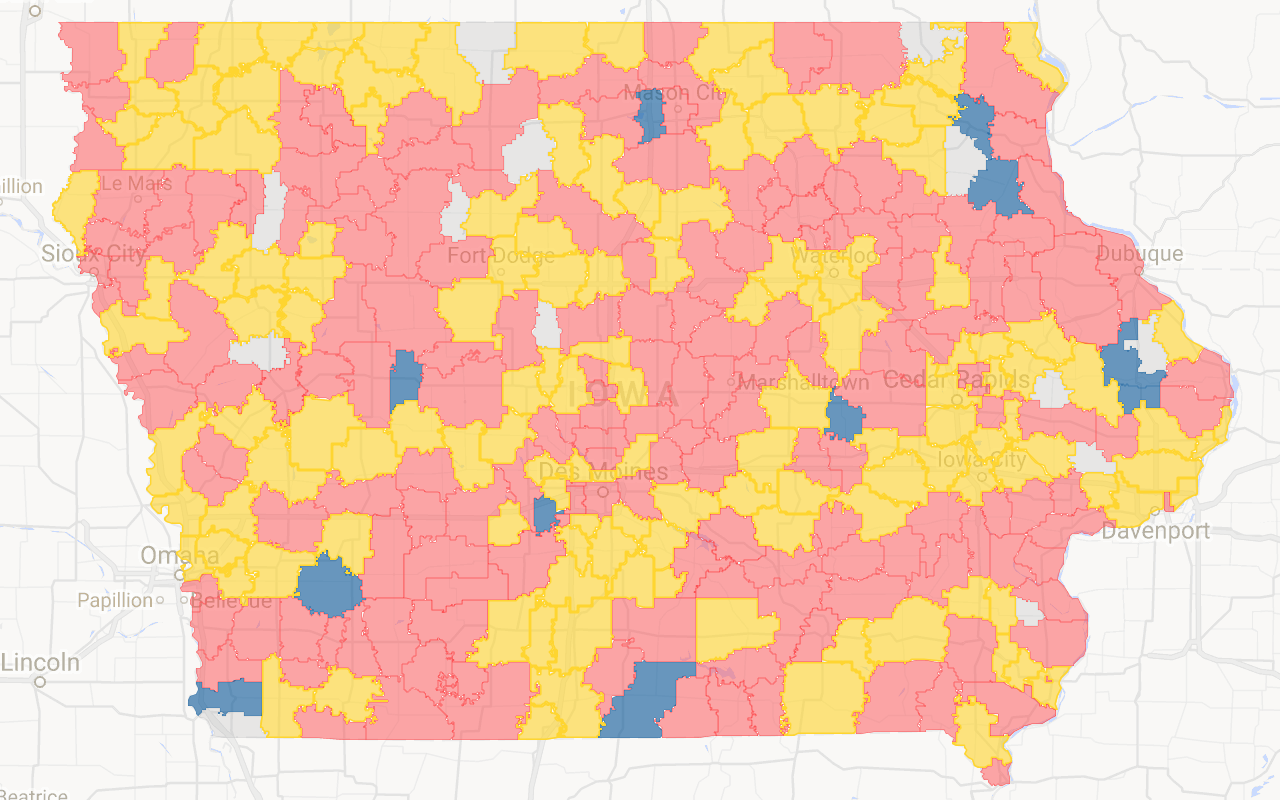 Mason City
illion
Le Mars
Sioux City
Fort Dodge
Waterloo
Dubuque
IOWA
Marshalltown
Cedar Rapids
Des Moines
Iowa City
Davenport
Omaha
Papillion
Bellevue
Lincoln
Beatrice